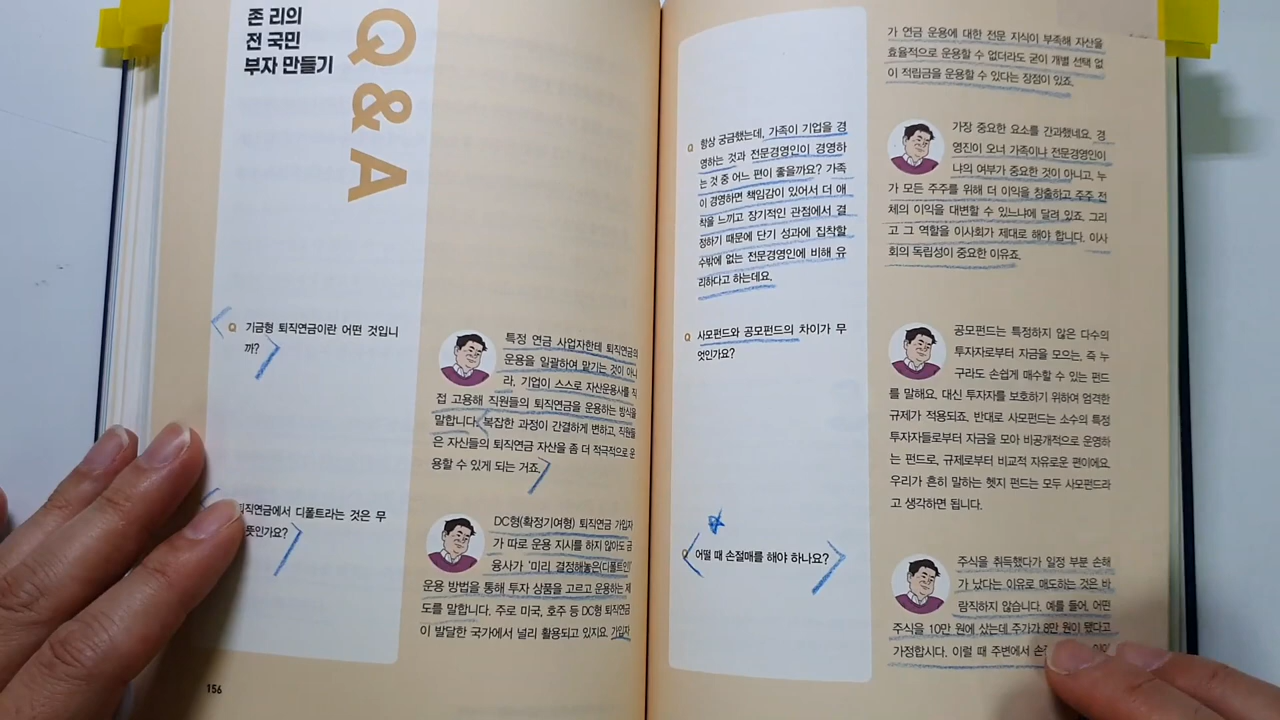 존 리의
전 국민
부자 만들기
Q & A
Q 기금형 퇴직연금이란 어떤 것입니
까?
특정 연금 사업자한테 퇴직연금의
운용을 일괄하여 맡기는 것이 아니
라, 기업이 스스로 자산운용사를 직
접 고용해 직원들의 퇴직연금을 운용하는 방식을
말합니다. 복잡한 과정이 간결하게 변하고, 직원들
은 자신들의 퇴직연금 자산을 좀 더 적극적으로 운
용할 수 있게 되는 거죠.
퇴직연금에서 디폴트라는 것은 무
뜻인가요?
DC형(확정기여형) 퇴직연금 가입자
가 따로 운용 지시를 하지 않아도 금
융사가 '미리 결정해놓은(디폴트인)'
운용 방법을 통해 투자 상품을 고르고 운용하는 제
도를 말합니다. 주로 미국, 호주 등 DC형 퇴직연금
이 발달한 국가에서 널리 활용되고 있지요. 가입자
156
가 연금 운용에 대한 전문 지식이 부족해 자산을
효율적으로 운용할 수 없더라도 굳이 개별 선택 없
이 적립금을 운용할 수 있다는 장점이 있죠.
Q 항상 궁금했는데, 가족이 기업을 경
영하는 것과 전문경영인이 경영하
는 것 중 어느 편이 좋을까요? 가족
이 경영하면 책임감이 있어서 더 애
착을 느끼고 장기적인 관점에서 결
정하기 때문에 단기 성과에 집착할
수밖에 없는 전문경영인에 비해 유
리하다고 하는데요.
가장 중요한 요소를 간과했네요. 경
영진이 오너 가족이냐 전문경영인이
냐의 여부가 중요한 것이 아니고, 누
가 모든 주주를 위해 더 이익을 창출하고 주주 전
체의 이익을 대변할 수 있느냐에 달려 있죠. 그리
고 그 역할을 이사회가 제대로 해야 합니다. 이사
회의 독립성이 중요한 이유죠.
Q 사모펀드와 공모펀드의 차이가 무
엇인가요?
공모펀드는 특정하지 않은 다수의
투자자로부터 자금을 모으는, 즉 누
구라도 손쉽게 매수할 수 있는 펀드
를 말해요. 대신 투자자를 보호하기 위하여 엄격한
규제가 적용되죠. 반대로 사모펀드는 소수의 특정
투자자들로부터 자금을 모아 비공개적으로 운영하
는 펀드로, 규제로부터 비교적 자유로운 편이에요.
우리가 흔히 말하는 헷지 펀드는 모두 사모펀드라
고 생각하면 됩니다.
Q 어떨 때 손절매를 해야 하나요?
주식을 취득했다가 일정 부분 손해
가 났다는 이유로 매도하는 것은 바
람직하지 않습니다. 예를 들어, 어떤
주식을 10만 원에 샀는데 주가가 8만 원이 됐다고
가정합시다. 이럴 때 주변에서